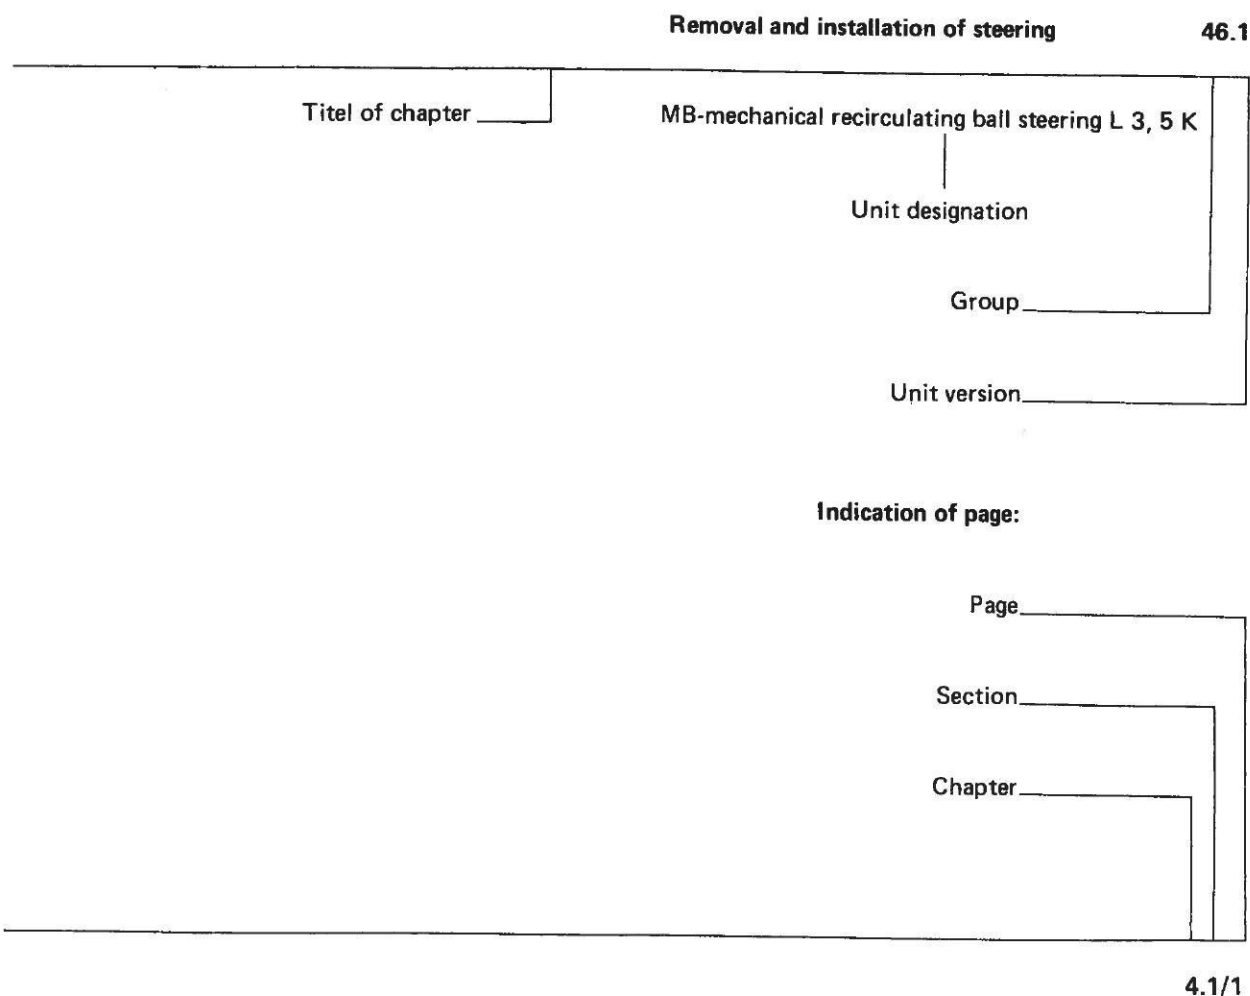 Removal and installation of steering 46.1
Titel of chapter
MB-mechanical recirculating ball steering L 3, 5 K
Unit designation
Group
Unit version
Indication of page:
Page
Section
Chapter
4.1/1